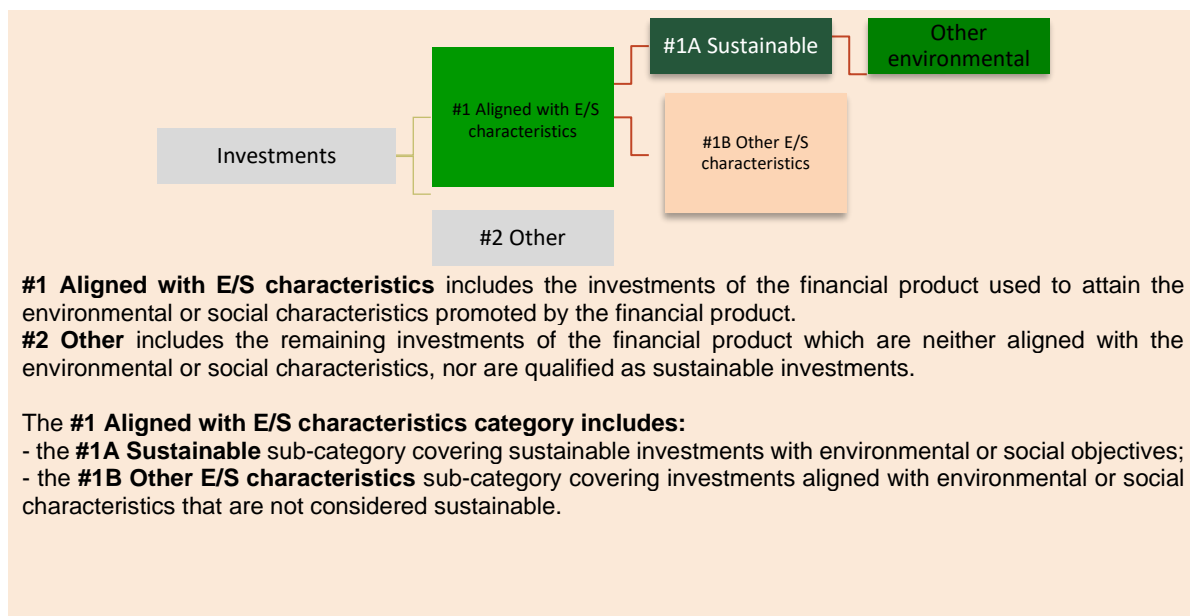 #1A Sustainable
Other
environmental
#1 Aligned with E/S
characteristics
Investments
#1B Other E/S
characteristics
#2 Other
#1 Aligned with E/S characteristics includes the investments of the financial product used to attain the
environmental or social characteristics promoted by the financial product.
#2 Other includes the remaining investments of the financial product which are neither aligned with the
environmental or social characteristics, nor are qualified as sustainable investments.
The #1 Aligned with E/S characteristics category includes:
- the #1A Sustainable sub-category covering sustainable investments with environmental or social objectives;
- the #1B Other E/S characteristics sub-category covering investments aligned with environmental or social
characteristics that are not considered sustainable.